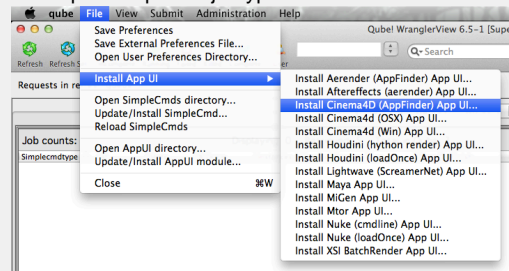 qube File View Submit Administration Help
Qube! WranglerView 6.5-1 [Supe
Save Preferences
Save External Preferences File...
Open User Preferences Directory...
Refresh Refresh S
Search
Install App UI
Requests in re
Open SimpleCmds directory...
Update/Install SimpleCmd...
Reload SimpleCmds
Job counts:
Simplecmdtype
Open AppUI directory...
Update/Install AppUI module...
Close ⌘W
Install Aerender (AppFinder) App UI...
Install Aftereffects (aerender) App UI...
Install Cinema4D (AppFinder) App UI...
Install Cinema4d (OSX) App UI...
Install Cinema4d (Win) App UI...
Install Houdini (hython render) App UI...
Install Houdini (loadOnce) App UI...
Install Lightwave (ScreamerNet) App UI...
Install Maya App UI...
Install MiGen App UI...
Install Mtor App UI...
Install Nuke (cmdline) App UI...
Install Nuke (loadOnce) App UI...
Install XSI BatchRender App UI...